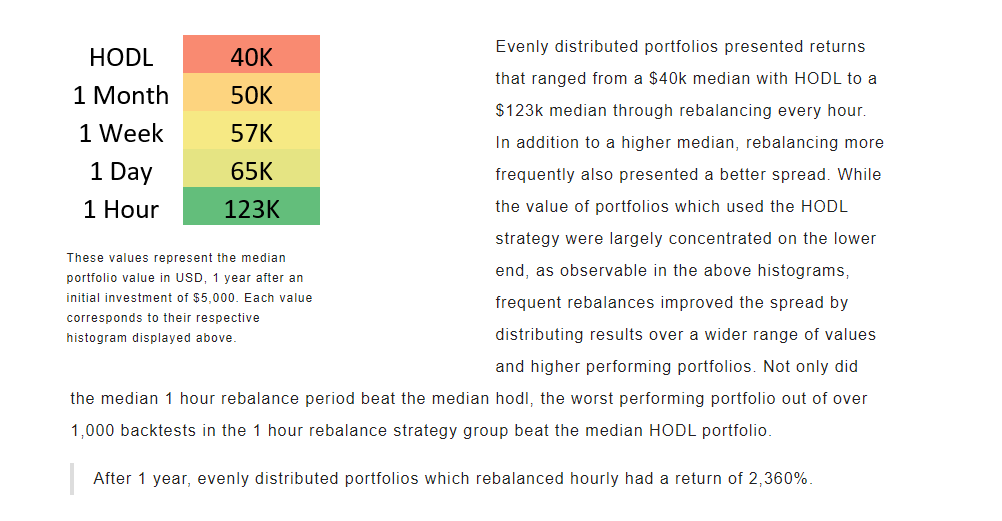 HODL 40K
1 Month 50K
1 Week 57K
1 Day 65K
1 Hour 123K
These values represent the median
portfolio value in USD, 1 year after an
initial investment of $5,000. Each value
corresponds to their respective
histogram displayed above.
Evenly distributed portfolios presented returns
that ranged from a $40k median with HODL to a
$123k median through rebalancing every hour.
In addition to a higher median, rebalancing more
frequently also presented a better spread. While
the value of portfolios which used the HODL
strategy were largely concentrated on the lower
end, as observable in the above histograms,
frequent rebalances improved the spread by
distributing results over a wider range of values
and higher performing portfolios. Not only did
the median 1 hour rebalance period beat the median hodl, the worst performing portfolio out of over
1,000 backtests in the 1 hour rebalance strategy group beat the median HODL portfolio.
After 1 year, evenly distributed portfolios which rebalanced hourly had a return of 2,360%.